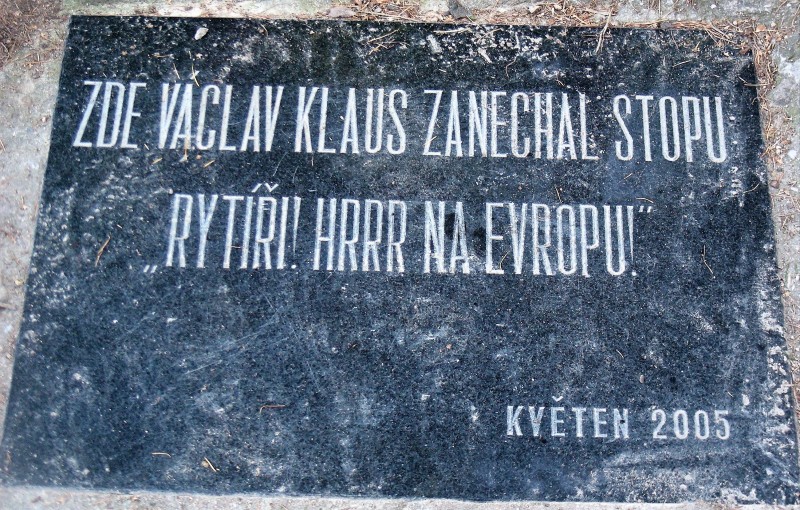 ZDE VÁCLAV KLAUS ZANECHAL STOPU
„RYTÍŘI! HRRR NA EVROPU!“
KVĚTEN 2005